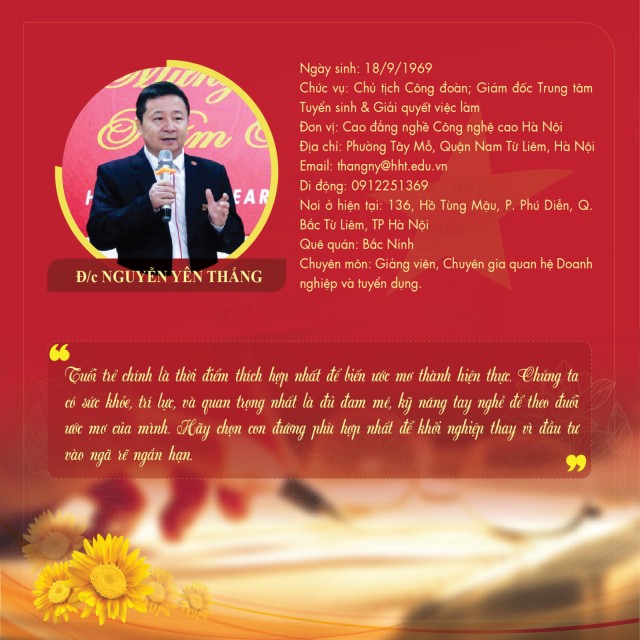 Mừng
Năm
EAR
Ngày sinh: 18/9/1969
Chức vụ: Chủ tịch Công đoàn; Giám đốc Trung tâm
Tuyển sinh & Giải quyết việc làm
Đơn vị: Cao đẳng nghề Công nghệ cao Hà Nội
Địa chỉ: Phường Tây Mỗ, Quận Nam Từ Liêm, Hà Nội
Email: thangny@hht.edu.vn
Di động: 0912251369
Nơi ở hiện tại: 136, Hồ Tùng Mậu, P. Phú Diễn, Q.
Bắc Từ Liêm, TP Hà Nội
Quê quán: Bắc Ninh
Chuyên môn: Giảng viên, Chuyên gia quan hệ Doanh
nghiệp và tuyển dụng.
Đ/c NGUYỄN YÊN THẮNG
“
Tuổi trẻ chính là thời điểm thích hợp nhất để biến ước mơ thành hiện thực. Chúng ta
có sức khỏe, trí lực, và quan trọng nhất là đủ đam mê, kỹ năng tay nghề để theo đuổi
ước mơ của mình. Hãy chọn con đường phù hợp nhất để khởi nghiệp thay vì đầu tư
vào ngã rẽ ngắn hạn.
”